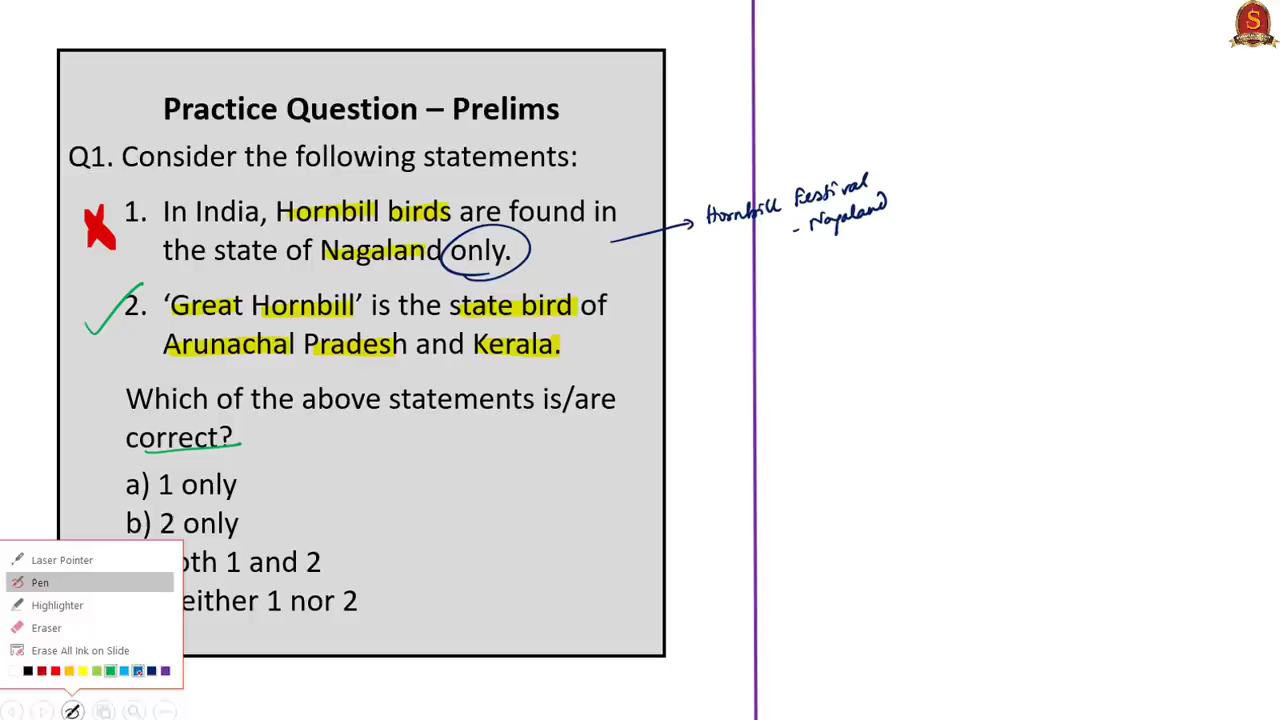 S
Practice Question – Prelims
Q1. Consider the following statements:
1. In India, Hornbill birds are found in
the state of Nagaland only.
Hornbill Festival
- Nagaland
2. ‘Great Hornbill’ is the state bird of
Arunachal Pradesh and Kerala.
Which of the above statements is/are
correct?
a) 1 only
b) 2 only
oth 1 and 2
either 1 nor 2
Laser Pointer
Pen
Highlighter
Eraser
Erase All Ink on Slide